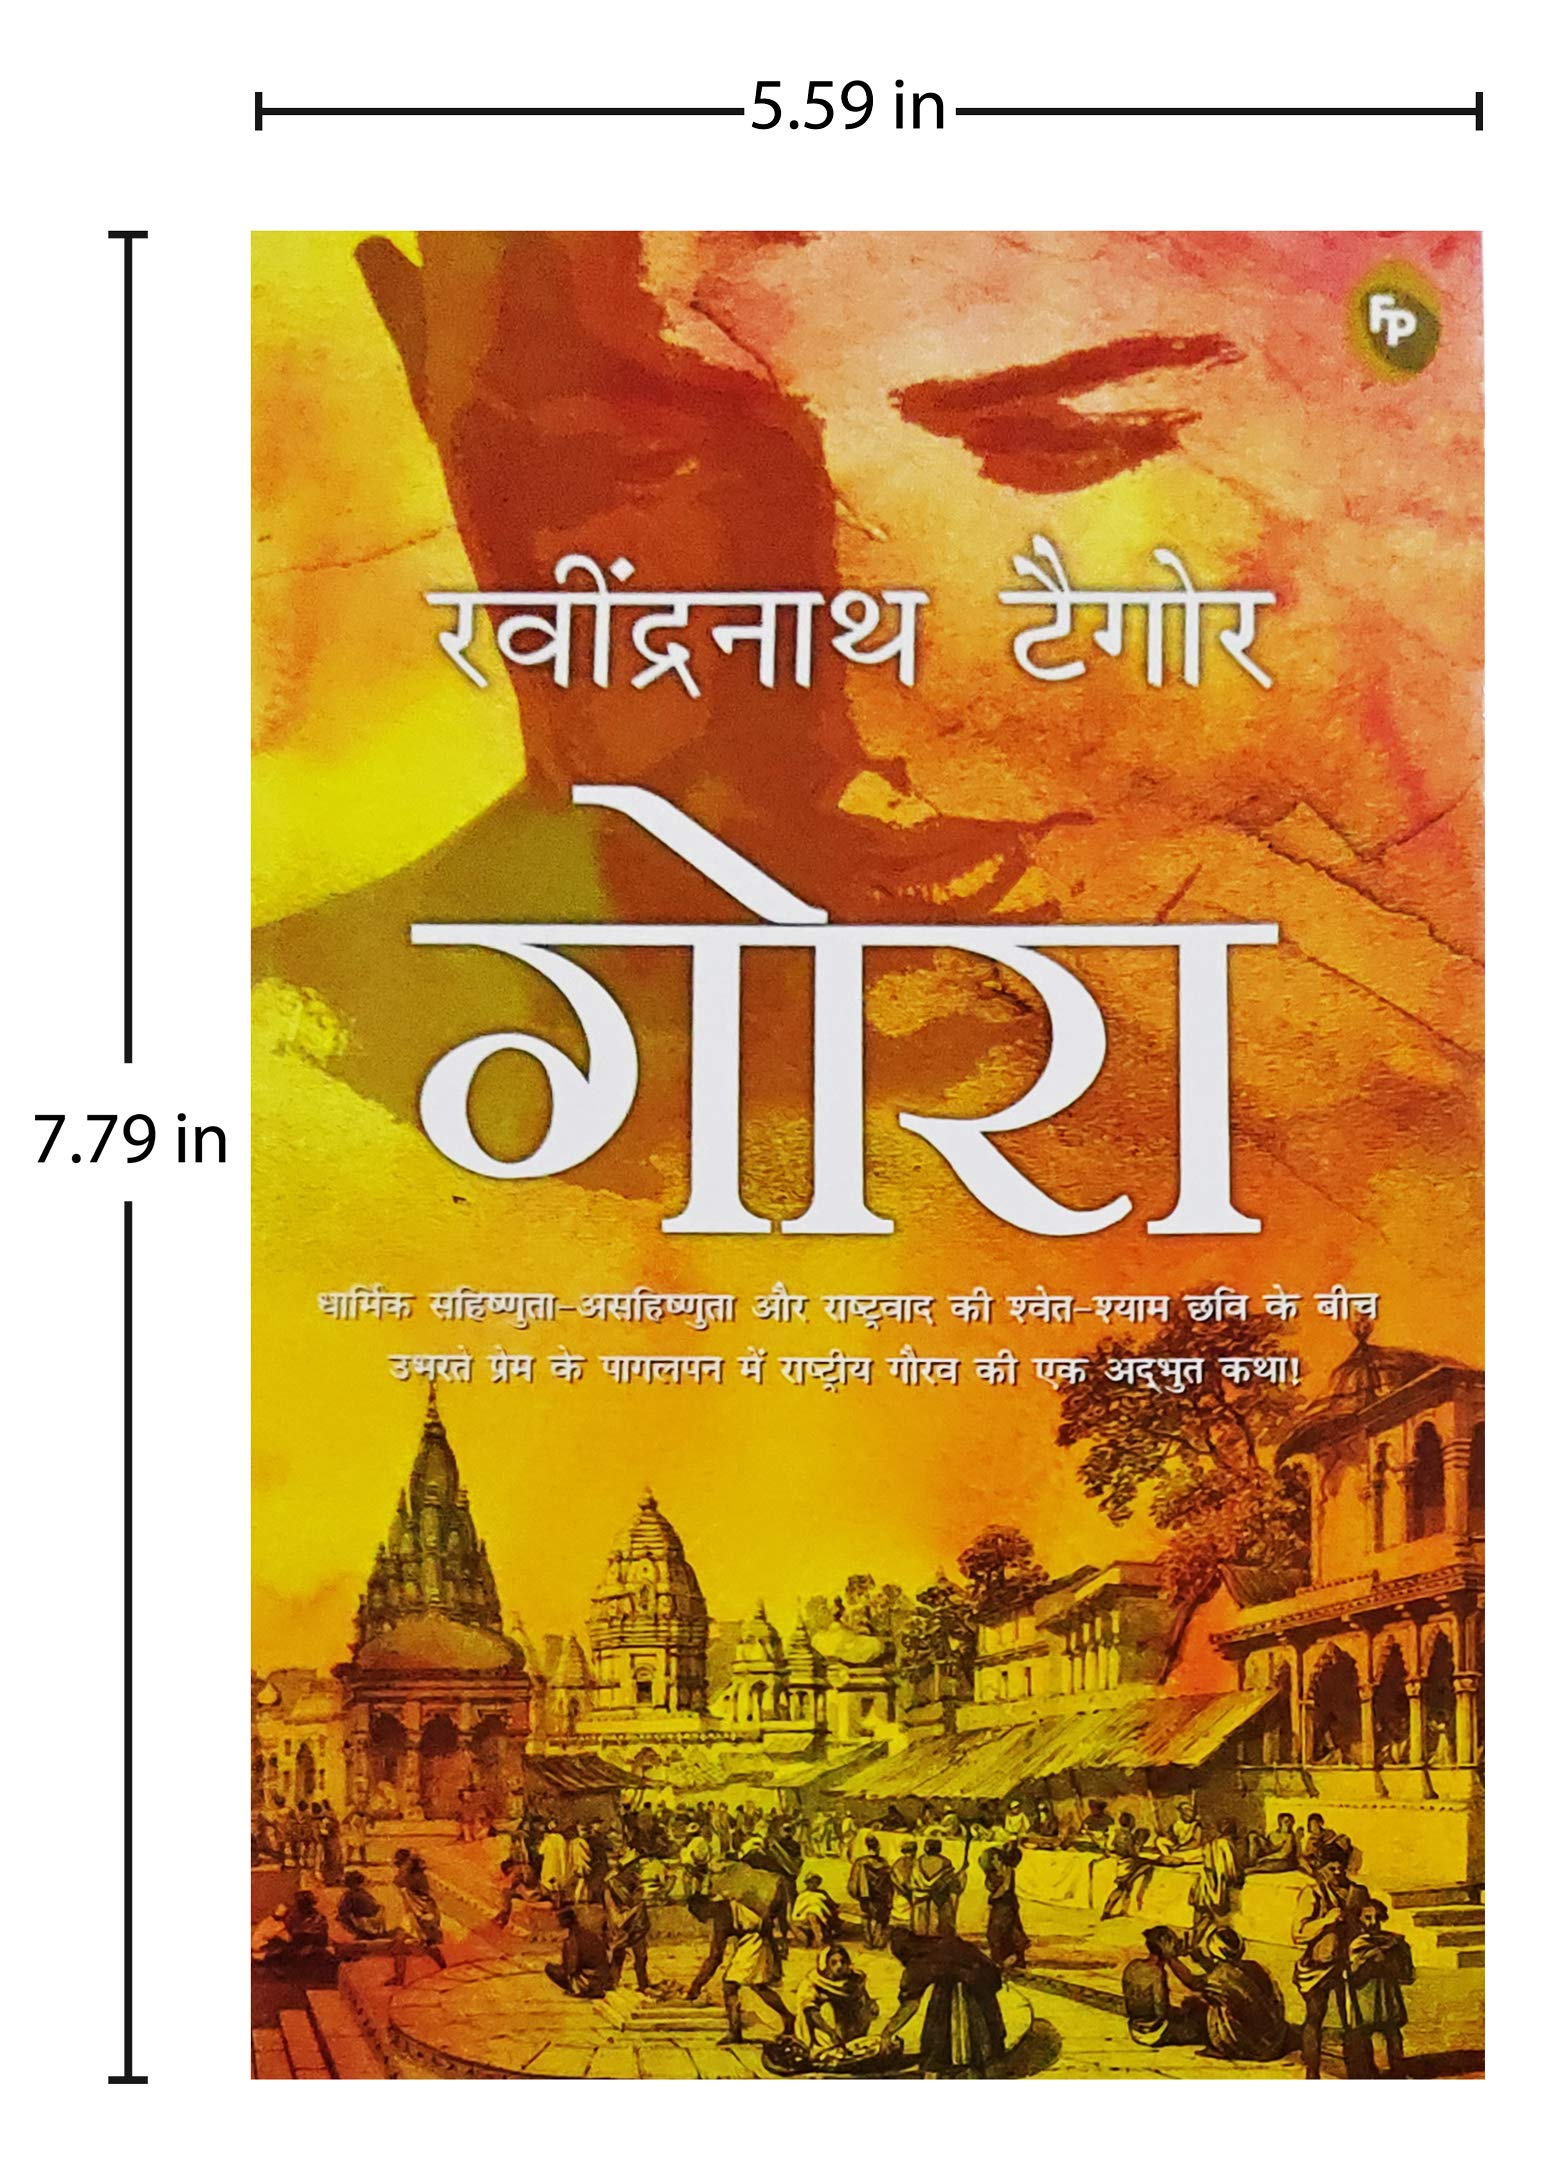 5.59 in
FP
रवींद्रनाथ टैगोर
गोरा
7.79 in
धार्मिक सहिष्णुता-असहिष्णुता और राष्ट्रवाद की श्वेत-श्याम छवि के बीच
उभरते प्रेम के पागलपन में राष्ट्रीय गौरव की एक अद्भुत कथा!